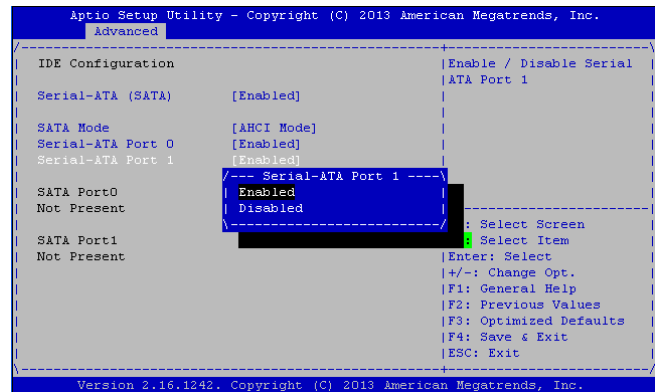 Aptio Setup Utility - Copyright (C) 2013 American Megatrends, Inc.
Advanced
IDE Configuration
Serial-ATA (SATA) [Enabled]
SATA Mode [AHCI Mode]
Serial-ATA Port 0 [Enabled]
Serial-ATA Port 1 [Enabled]
SATA Port0
Not Present
SATA Port1
Not Present
--- Serial-ATA Port 1 ----
Enabled
Disabled
Enable / Disable Serial
ATA Port 1
: Select Screen
: Select Item
Enter: Select
+/-: Change Opt.
F1: General Help
F2: Previous Values
F3: Optimized Defaults
F4: Save & Exit
ESC: Exit
Version 2.16.1242. Copyright (C) 2013 American Megatrends, Inc.